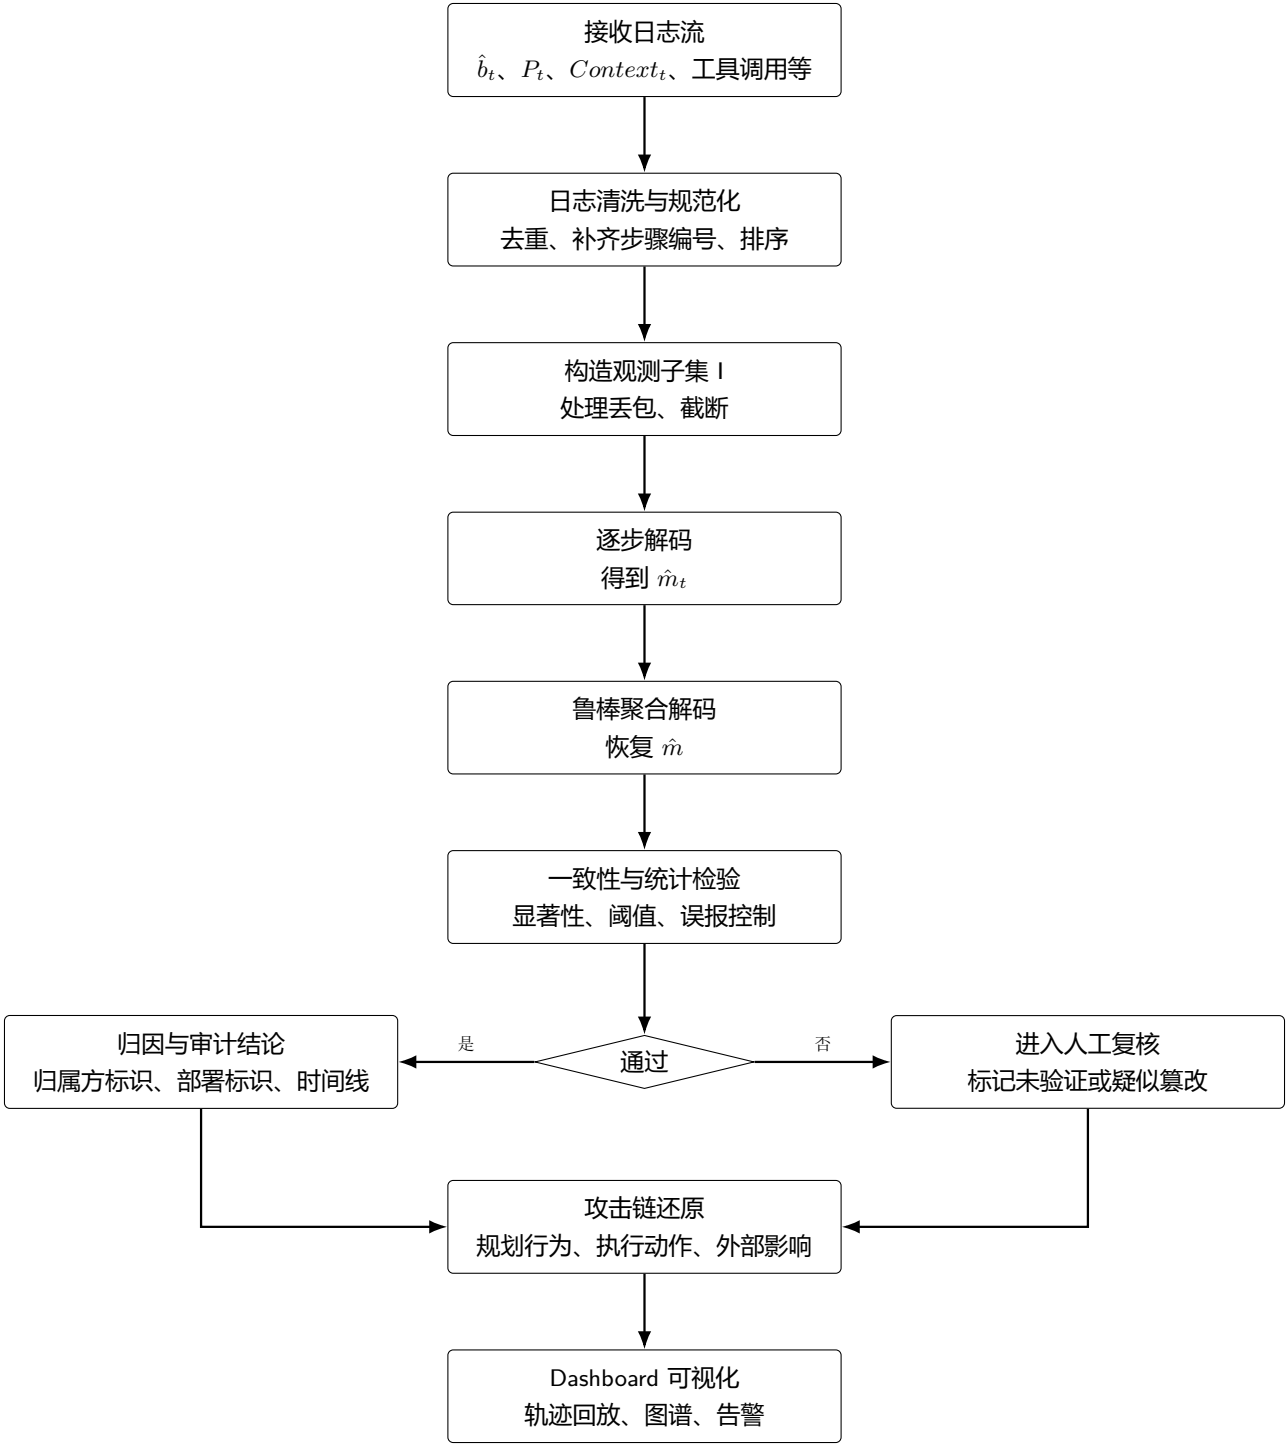 接收日志流
$\hat{b}_t$、$P_t$、$Context_t$、工具调用等
日志清洗与规范化
去重、补齐步骤编号、排序
构造观测子集 I
处理丢包、截断
逐步解码
得到 $\hat{m}_t$
鲁棒聚合解码
恢复 $\hat{m}$
一致性与统计检验
显著性、阈值、误报控制
归因与审计结论
归属方标识、部署标识、时间线
是
通过
否
进入人工复核
标记未验证或疑似篡改
攻击链还原
规划行为、执行动作、外部影响
Dashboard 可视化
轨迹回放、图谱、告警